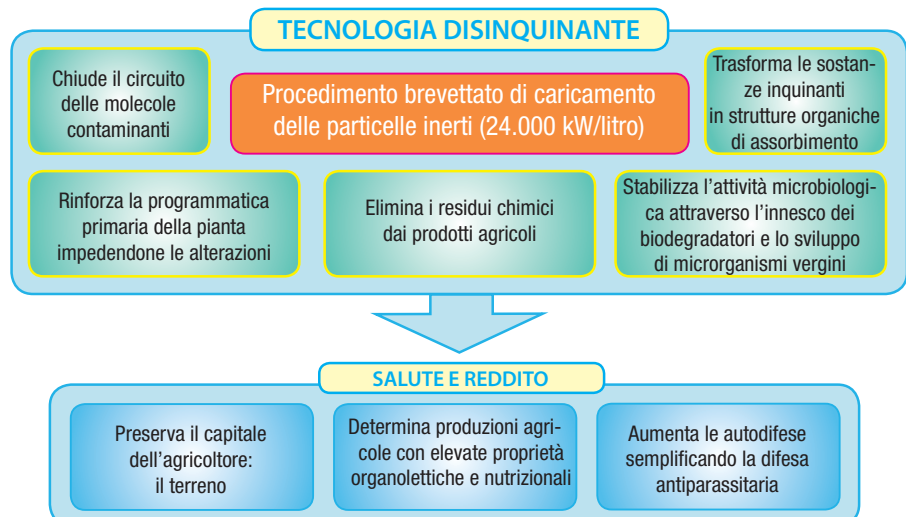 TECNOLOGIA DISINQUINANTE
Chiude il circuito
delle molecole
contaminanti
Procedimento brevettato di caricamento
delle particelle inerti (24.000 kW/litro)
Trasforma le sostan-
ze inquinanti
in strutture organiche
di assorbimento
Rinforza la programmatica
primaria della pianta
impedendone le alterazioni
Elimina i residui chimici
dai prodotti agricoli
Stabilizza l’attività microbiologi-
ca attraverso l’innesco dei
biodegradatori e lo sviluppo
di microrganismi vergini
SALUTE E REDDITO
Preserva il capitale
dell’agricoltore:
il terreno
Determina produzioni agri-
cole con elevate proprietà
organolettiche e nutrizionali
Aumenta le autodifese
semplificando la difesa
antiparassitaria